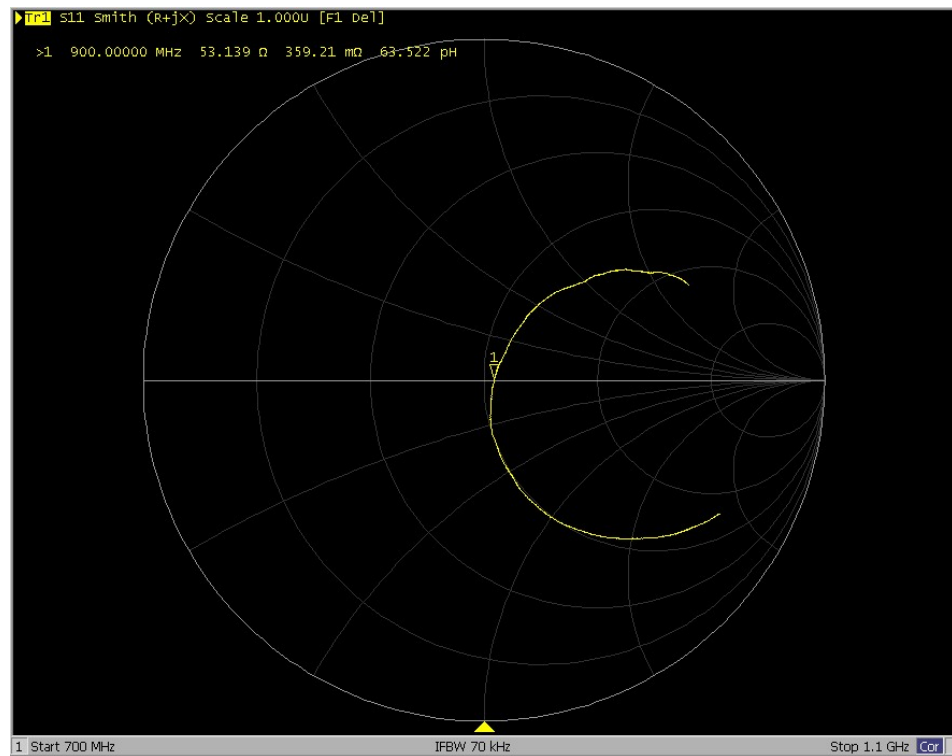 Tr1 S11 Smith (R+jX) Scale 1.000U [F1 Del]
>1 900.00000 MHz 53.139 Ω 359.21 mΩ 63.522 pH
1
1 Start 700 MHz IFBW 70 kHz Stop 1.1 GHz Cor